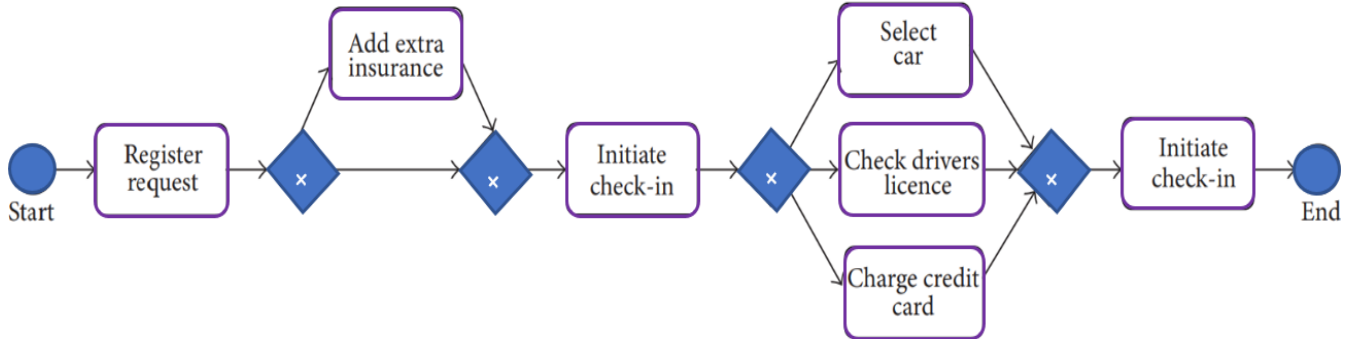 Start
Register
request
×
Add extra
insurance
×
Initiate
check-in
×
Select
car
Check drivers
licence
Charge credit
card
×
Initiate
check-in
End